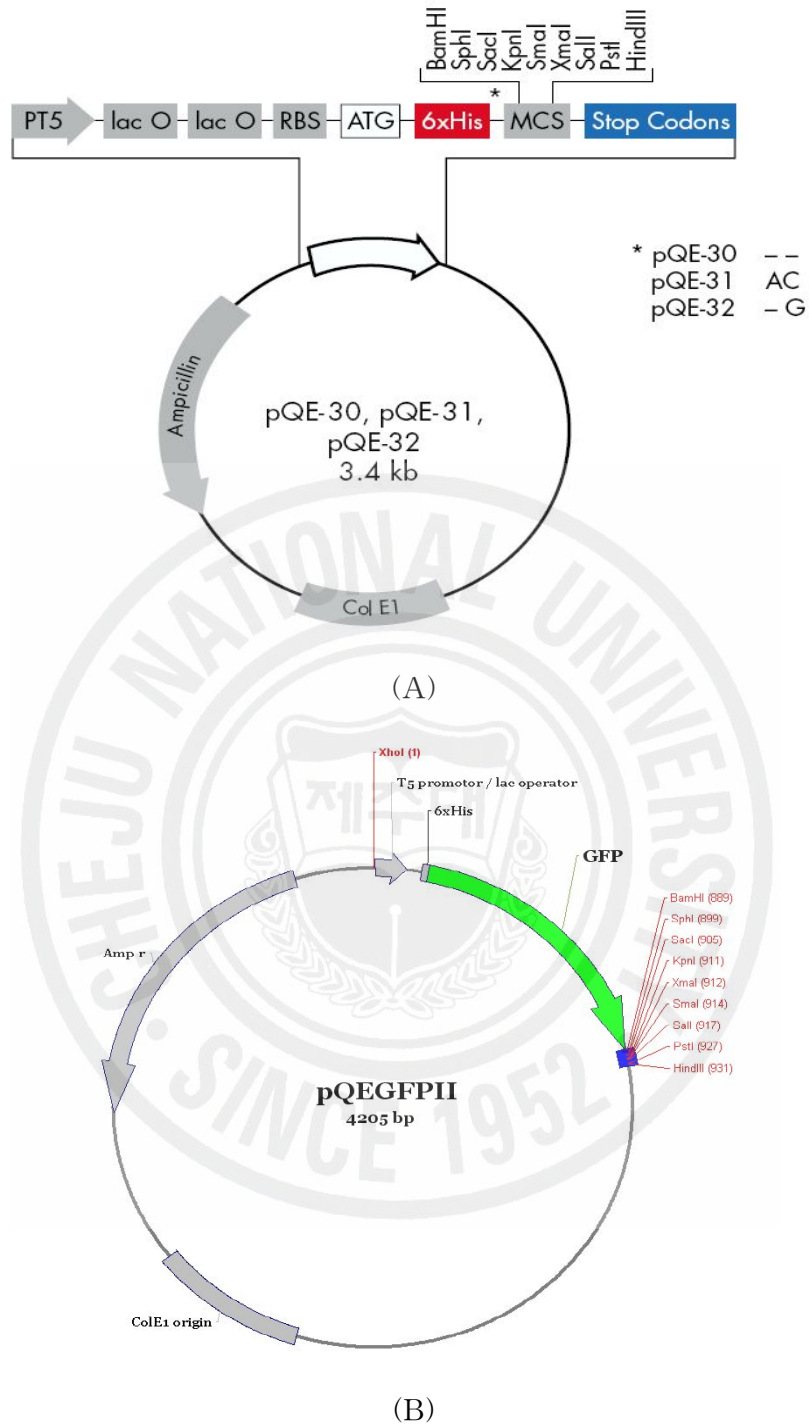 BamHI
SphI
SacI
KpnI
SmaI
XmaI
SalI
PstI
HindIII
*
PT5 lac O lac O RBS ATG 6xHis MCS Stop Codons
* pQE-30 – –
pQE-31 AC
pQE-32 – G
Ampicillin
pQE-30, pQE-31,
pQE-32
3.4 kb
Col E1
(A)
XhoI (1)
T5 promotor / lac operator
6xHis
GFP
BamHI (889)
SphI (899)
SacI (905)
KpnI (911)
XmaI (912)
SmaI (914)
SalI (917)
PstI (927)
HindIII (931)
Amp r
pQEGFPII
4205 bp
ColE1 origin
(B)
JEJU NATIONAL UNIVERSITY
제주대
SINCE 1952